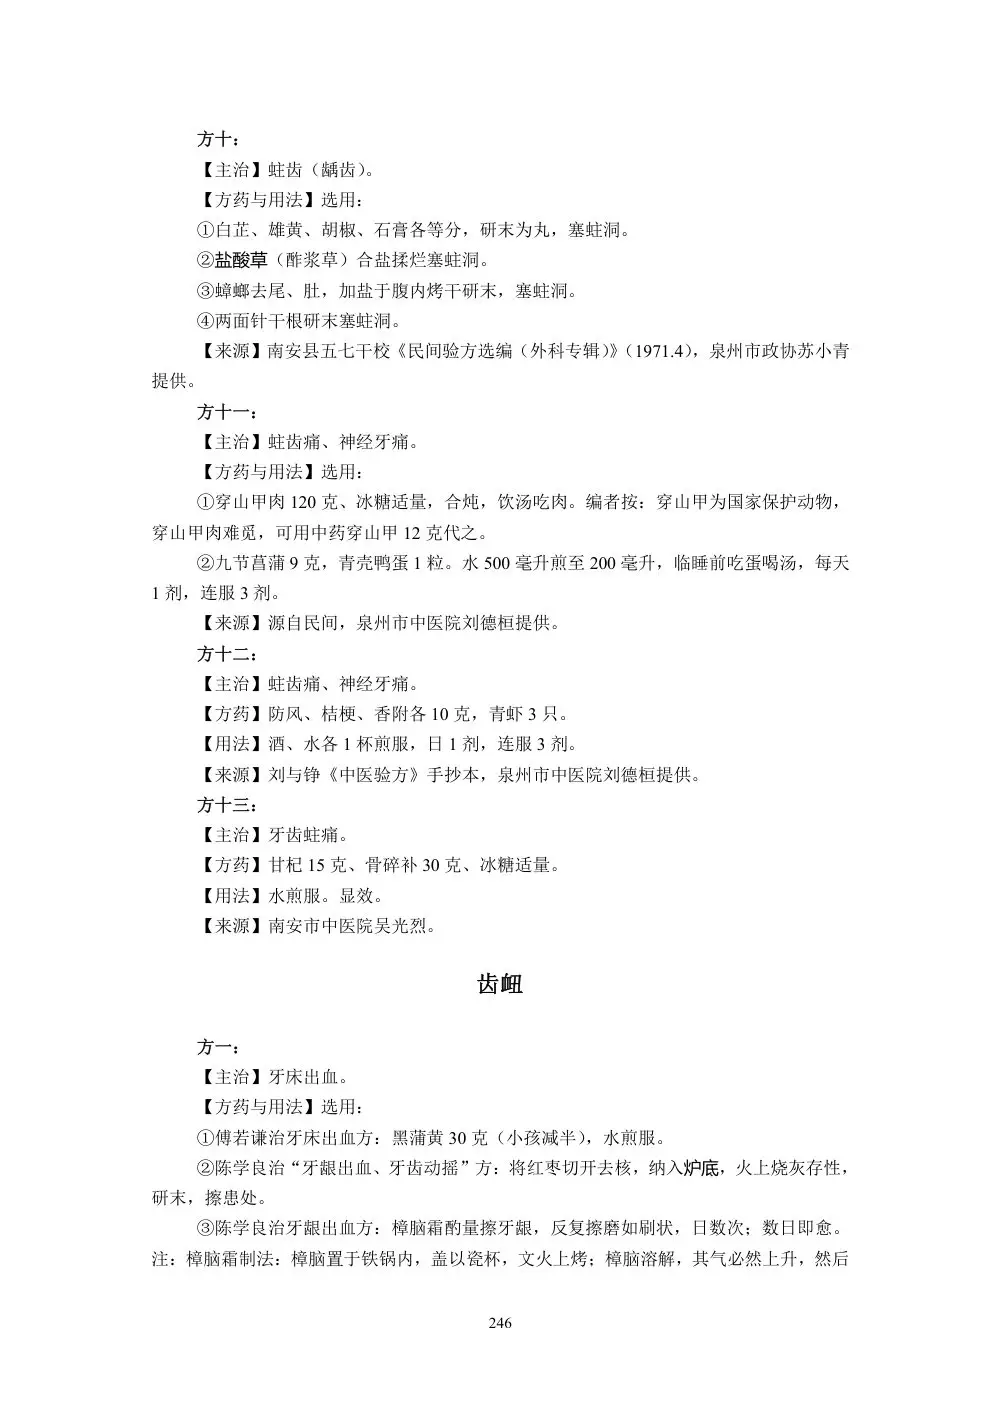 方十：
【主治】蛀齿（龋齿）。
【方药与用法】选用：
①白芷、雄黄、胡椒、石膏各等分，研末为丸，塞蛀洞。
②盐酸草（酢浆草）合盐揉烂塞蛀洞。
③蟑螂去尾、肚，加盐于腹内烤干研末，塞蛀洞。
④两面针干根研末塞蛀洞。
【来源】南安县五七干校《民间验方选编（外科专辑）》（1971.4），泉州市政协苏小青
提供。
方十一：
【主治】蛀齿痛、神经牙痛。
【方药与用法】选用：
①穿山甲肉 120 克、冰糖适量，合炖，饮汤吃肉。编者按：穿山甲为国家保护动物，
穿山甲肉难觅，可用中药穿山甲 12 克代之。
②九节菖蒲 9 克，青壳鸭蛋 1 粒。水 500 毫升煎至 200 毫升，临睡前吃蛋喝汤，每天
1 剂，连服 3 剂。
【来源】源自民间，泉州市中医院刘德桓提供。
方十二：
【主治】蛀齿痛、神经牙痛。
【方药】防风、桔梗、香附各 10 克，青虾 3 只。
【用法】酒、水各 1 杯煎服，日 1 剂，连服 3 剂。
【来源】刘与铮《中医验方》手抄本，泉州市中医院刘德桓提供。
方十三：
【主治】牙齿蛀痛。
【方药】甘杞 15 克、骨碎补 30 克、冰糖适量。
【用法】水煎服。显效。
【来源】南安市中医院吴光烈。
齿衄
方一：
【主治】牙床出血。
【方药与用法】选用：
①傅若谦治牙床出血方：黑蒲黄 30 克（小孩减半），水煎服。
②陈学良治“牙龈出血、牙齿动摇”方：将红枣切开去核，纳入炉底，火上烧灰存性，
研末，擦患处。
③陈学良治牙龈出血方：樟脑霜酌量擦牙龈，反复擦磨如刷状，日数次；数日即愈。
注：樟脑霜制法：樟脑置于铁锅内，盖以瓷杯，文火上烤；樟脑溶解，其气必然上升，然后
246